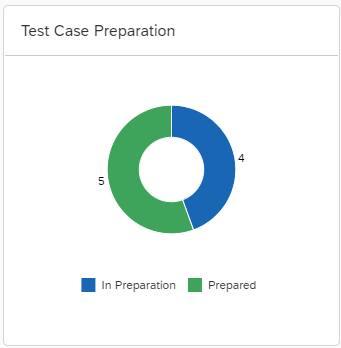 Test Case Preparation
4
5
In Preparation Prepared